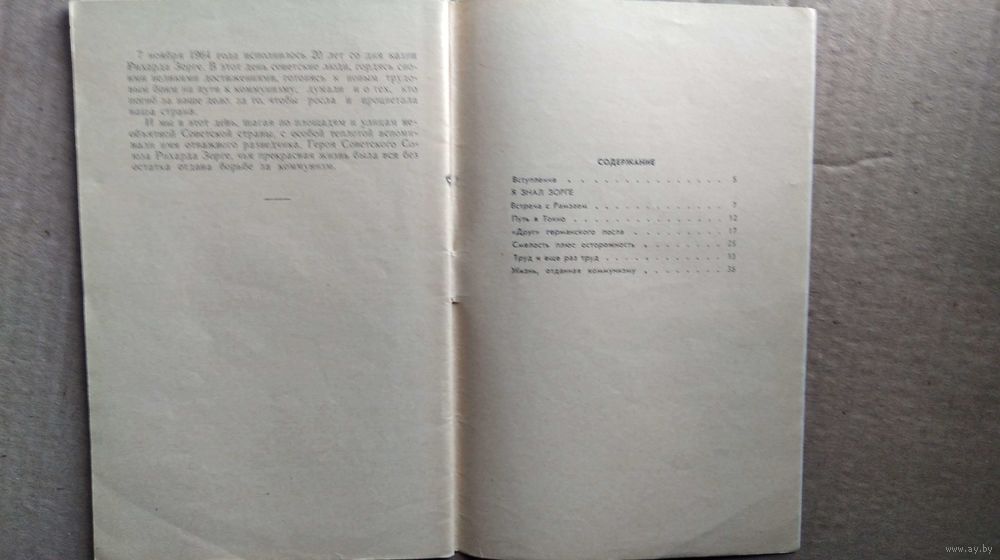 7 ноября 1964 года исполнилось 20 лет со дня казни
Рихарда Зорге. В этот день советские люди, гордясь сво-
ими великими достижениями, готовясь к новым трудо-
вым боям на пути к коммунизму, думали и о тех, кто
погиб за наше дело, за то, чтобы росла и процветала
наша страна.
И мы в этот день, шагая по площадям и улицам не-
объятной Советской страны, с особой теплотой вспоми-
нали имя отважного разведчика, Героя Советского Со-
юза Рихарда Зорге, чья прекрасная жизнь была вся без
остатка отдана борьбе за коммунизм.
СОДЕРЖАНИЕ
Вступление . . . . . . . . . . . . 5
Я ЗНАЛ ЗОРГЕ
Встреча с Рамзаем . . . . . . . . . . 7
Путь в Токио . . . . . . . . . . . 12
«Друг» германского посла . . . . . . . . 17
Смелость плюс осторожность . . . . . . . 25
Труд и еще раз труд . . . . . . . . . 33
Жизнь, отданная коммунизму . . . . . . . 38
www.ay.by